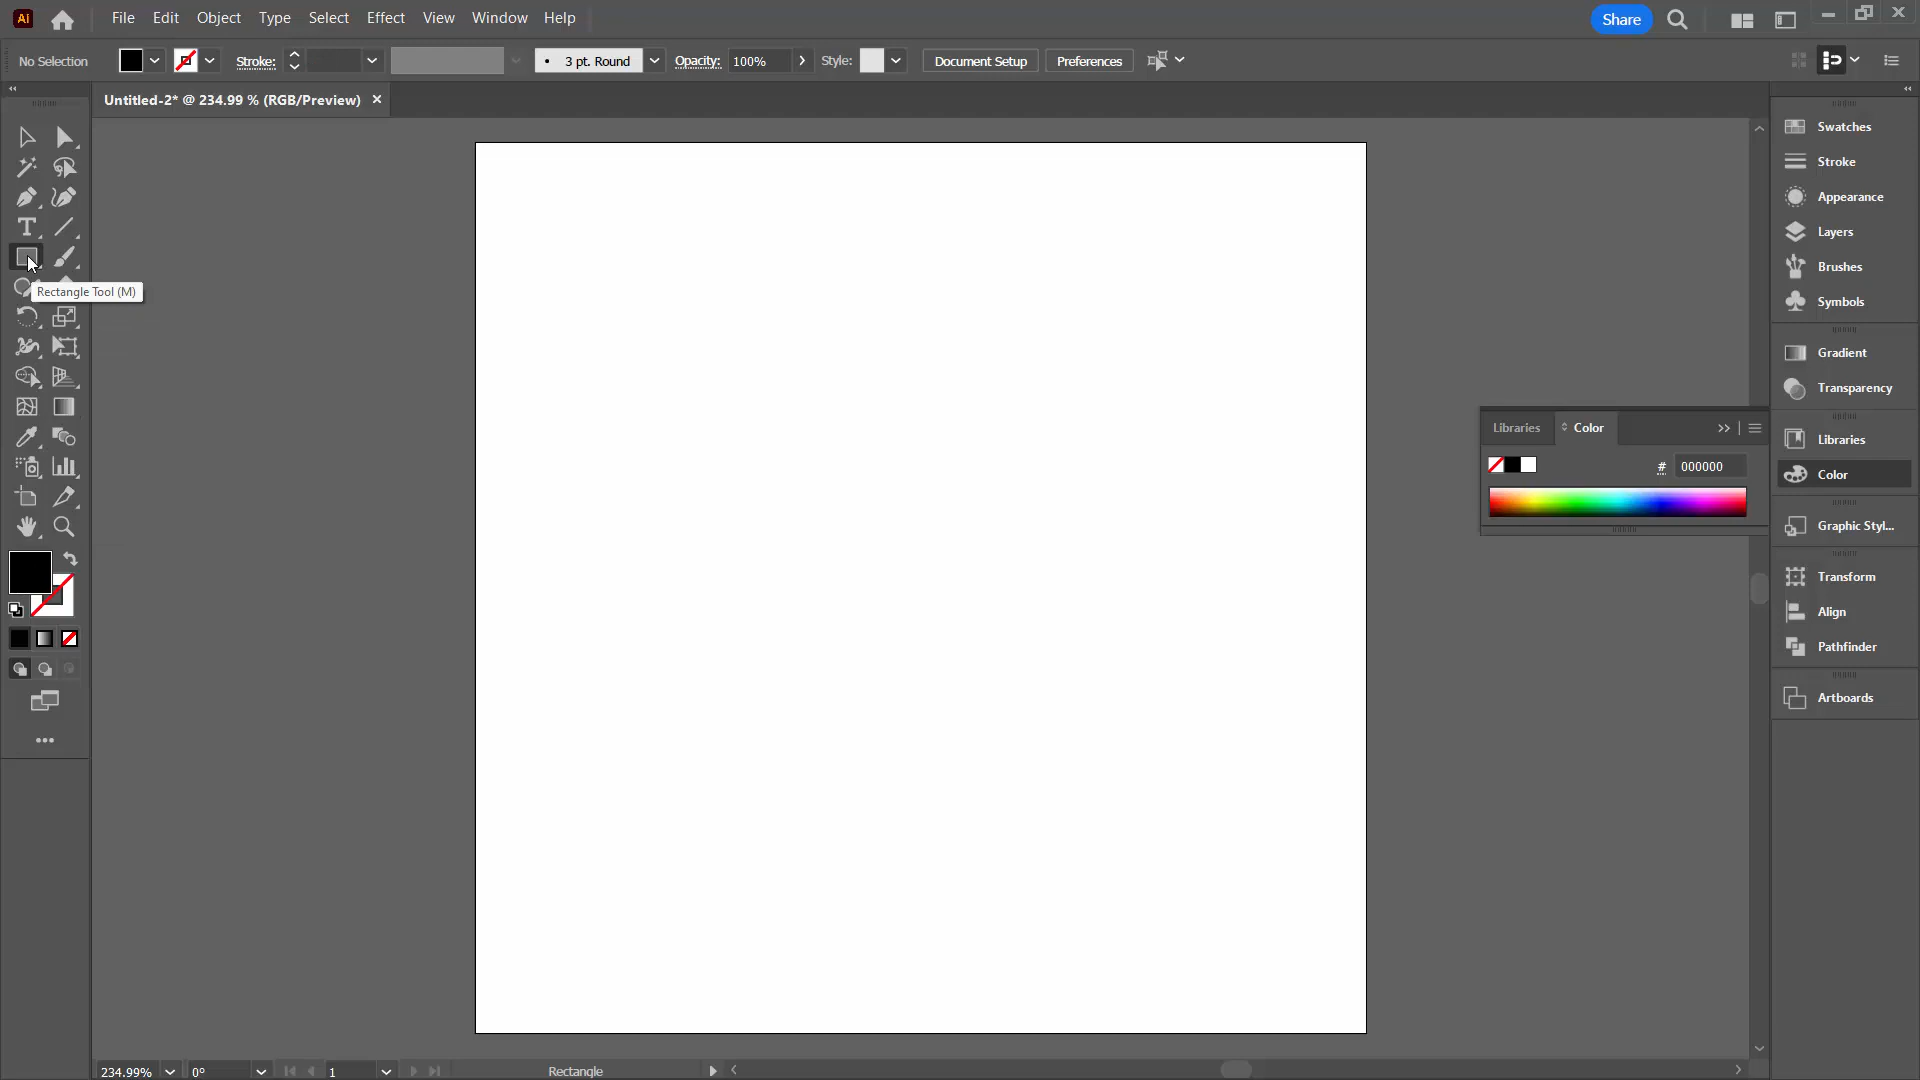 Ai File Edit Object Type Select Effect View Window Help Share
No Selection Stroke: • 3 pt. Round Opacity: 100% Style: Document Setup Preferences
Untitled-2* @ 234.99 % (RGB/Preview) ×
Rectangle Tool (M)
Swatches
Stroke
Appearance
Layers
Brushes
Symbols
Gradient
Transparency
Libraries
Color
Graphic Styl...
Transform
Align
Pathfinder
Artboards
Libraries Color
# 000000
234.99% 0° 1 Rectangle